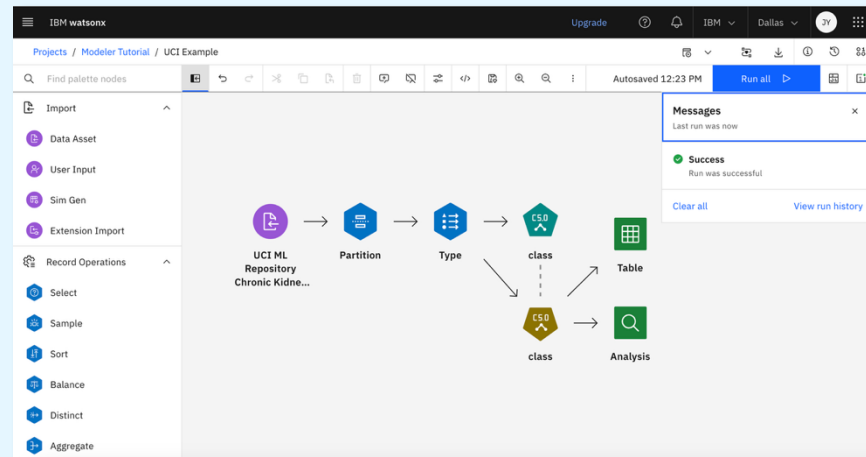 IBM watsonx
Upgrade
IBM
Dallas
JY
Projects / Modeler Tutorial / UCI Example
Find palette nodes
Autosaved 12:23 PM
Run all
Import
Data Asset
User Input
Sim Gen
Extension Import
Record Operations
Select
Sample
Sort
Balance
Distinct
Aggregate
UCI ML
Repository
Chronic Kidne...
Partition
Type
C5.0
class
C5.0
class
Table
Analysis
Messages
Last run was now
Success
Run was successful
Clear all
View run history